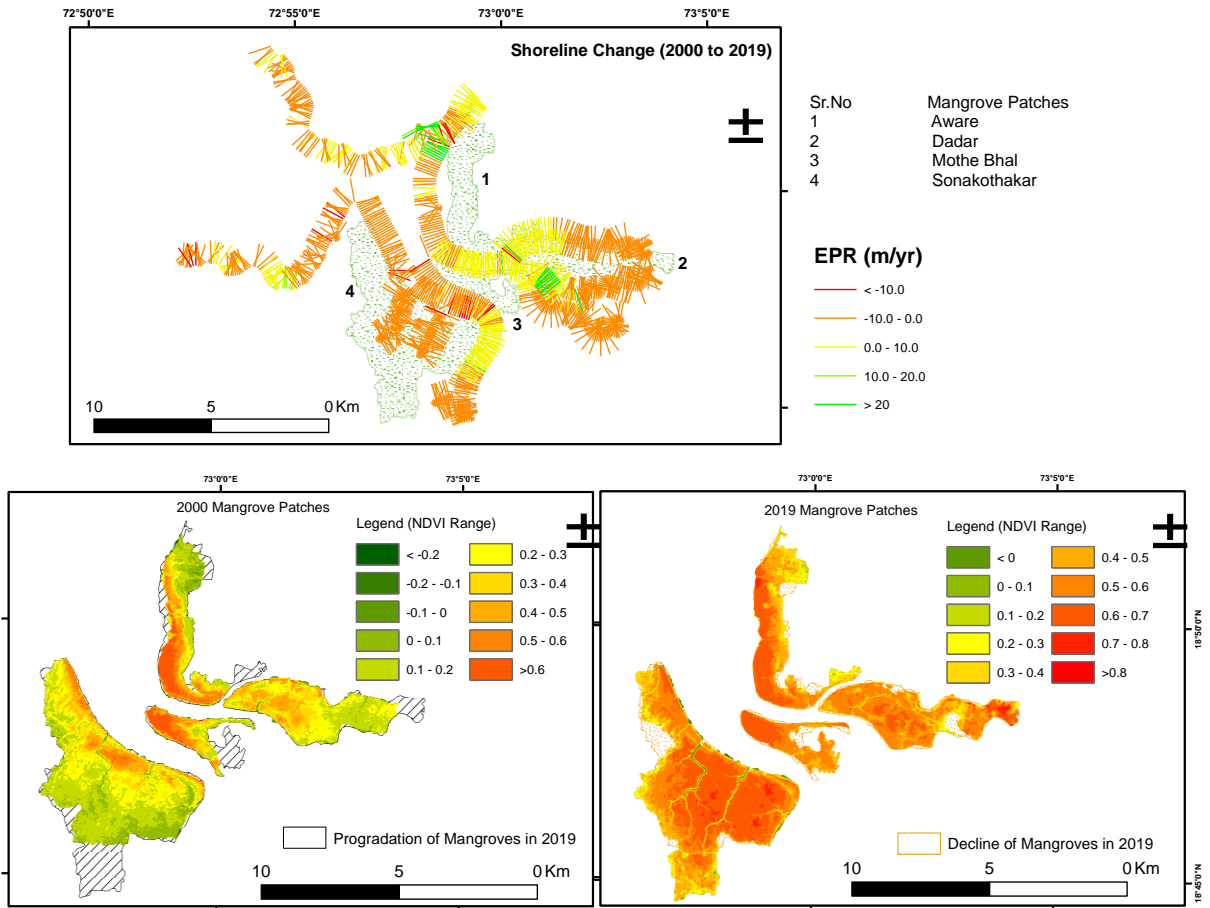 72°50'0"E 72°55'0"E 73°0'0"E 73°5'0"E
Shoreline Change (2000 to 2019)
1
2
3
4
10 5 0 Km
Sr.No Mangrove Patches
1 Aware
2 Dadar
3 Mothe Bhal
4 Sonakothakar
EPR (m/yr)
< -10.0
-10.0 - 0.0
0.0 - 10.0
10.0 - 20.0
> 20
73°0'0"E 73°5'0"E
2000 Mangrove Patches
Legend (NDVI Range)
< -0.2 0.2 - 0.3
-0.2 - -0.1 0.3 - 0.4
-0.1 - 0 0.4 - 0.5
0 - 0.1 0.5 - 0.6
0.1 - 0.2 >0.6
Progradation of Mangroves in 2019
10 5 0 Km
73°0'0"E 73°5'0"E
2019 Mangrove Patches
Legend (NDVI Range)
< 0 0.4 - 0.5
0 - 0.1 0.5 - 0.6
0.1 - 0.2 0.6 - 0.7
0.2 - 0.3 0.7 - 0.8
0.3 - 0.4 >0.8
Decline of Mangroves in 2019
10 5 0 Km
18°50'0"N
18°45'0"N